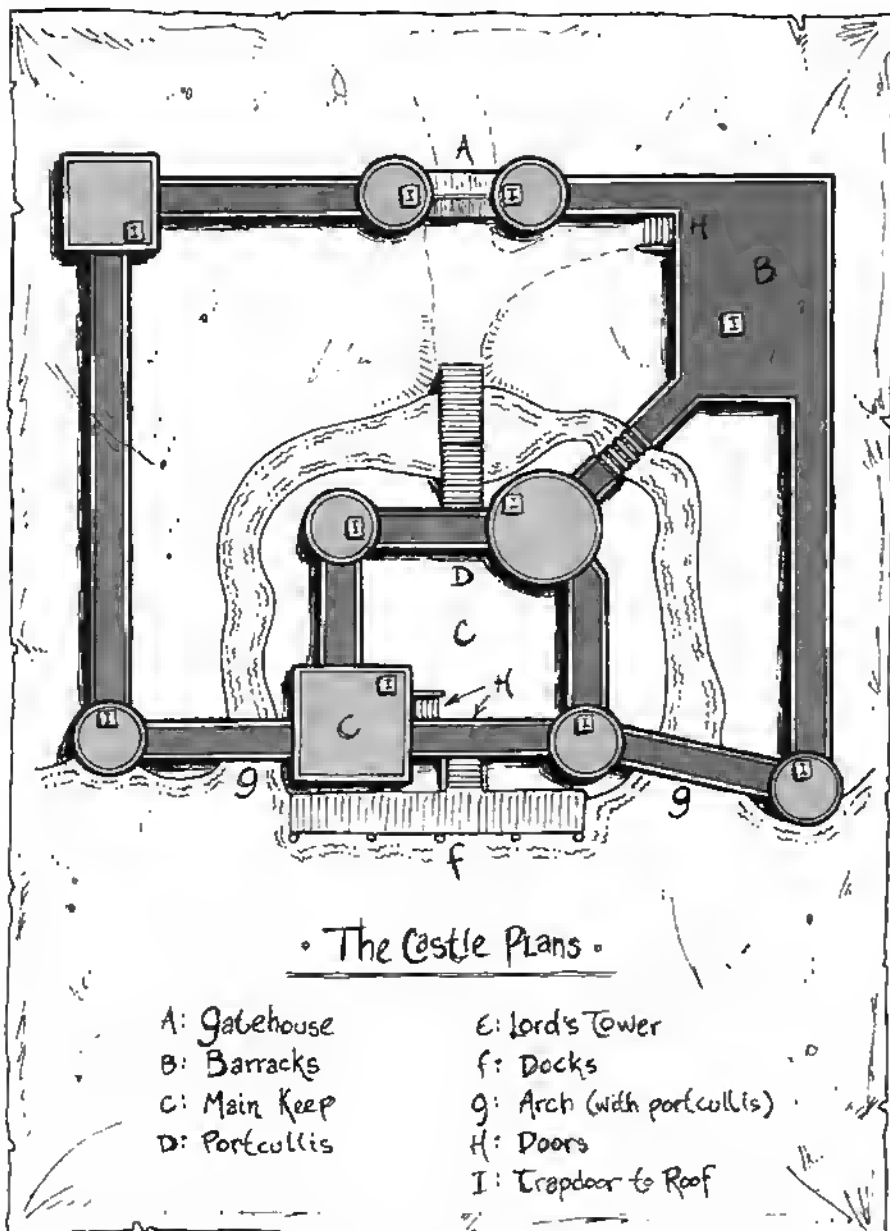 A
I
I
I
H
B
I
I
I
D
C
H
I
C
I
I
I
g
g
f
• The Castle Plans •
A: Gatehouse
B: Barracks
C: Main Keep
D: Portcullis
E: Lord's Tower
f: Docks
g: Arch (with portcullis)
H: Doors
I: Trapdoor to Roof